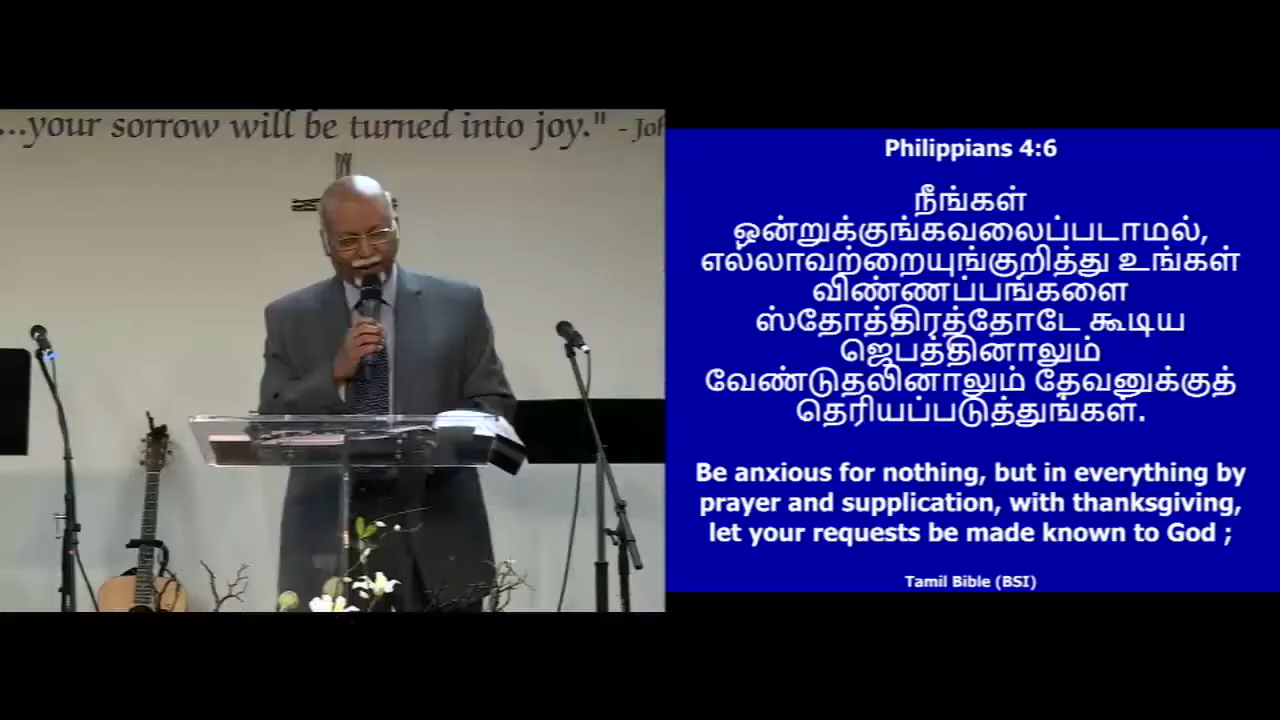 ...your sorrow will be turned into joy." - Joh
Philippians 4:6
நீங்கள்
ஒன்றுக்குங்கவலைப்படாமல்,
எல்லாவற்றையுங்குறித்து உங்கள்
விண்ணப்பங்களை
ஸ்தோத்திரத்தோடே கூடிய
ஜெபத்தினாலும்
வேண்டுதலினாலும் தேவனுக்குத்
தெரியப்படுத்துங்கள்.
Be anxious for nothing, but in everything by
prayer and supplication, with thanksgiving,
let your requests be made known to God ;
Tamil Bible (BSI)